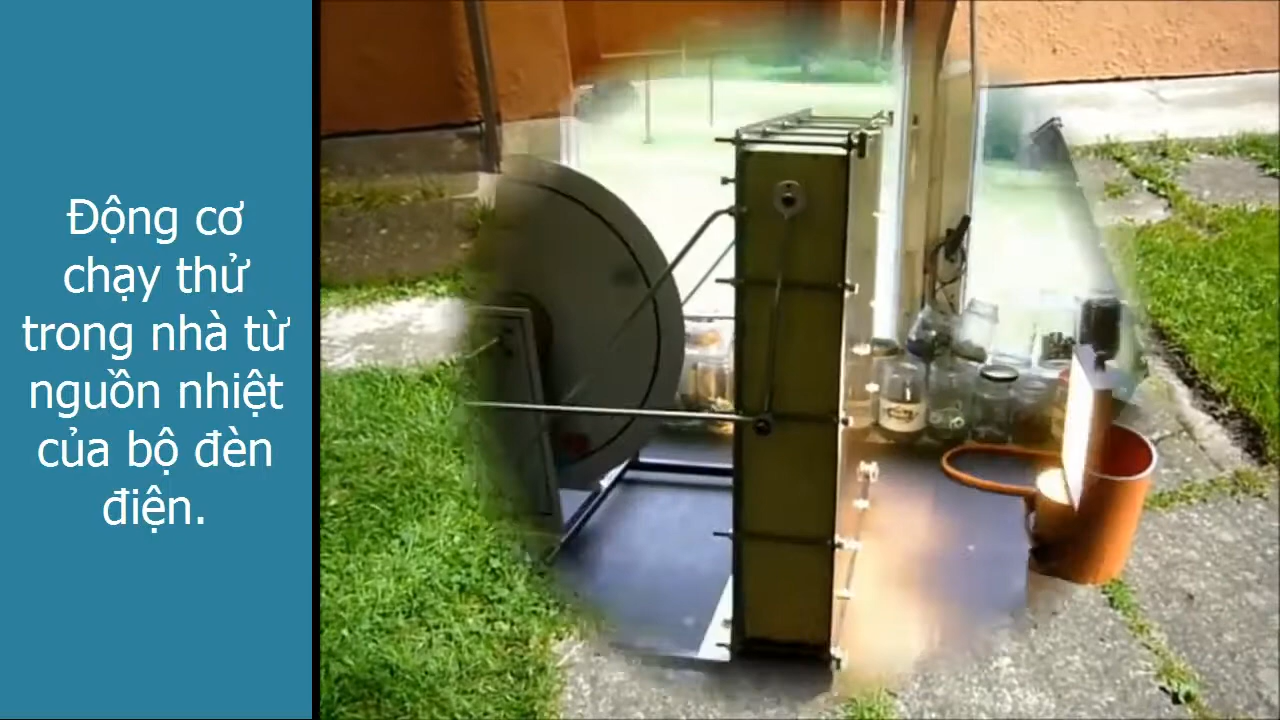 Động cơ
chạy thử
trong nhà từ
nguồn nhiệt
của bộ đèn
điện.